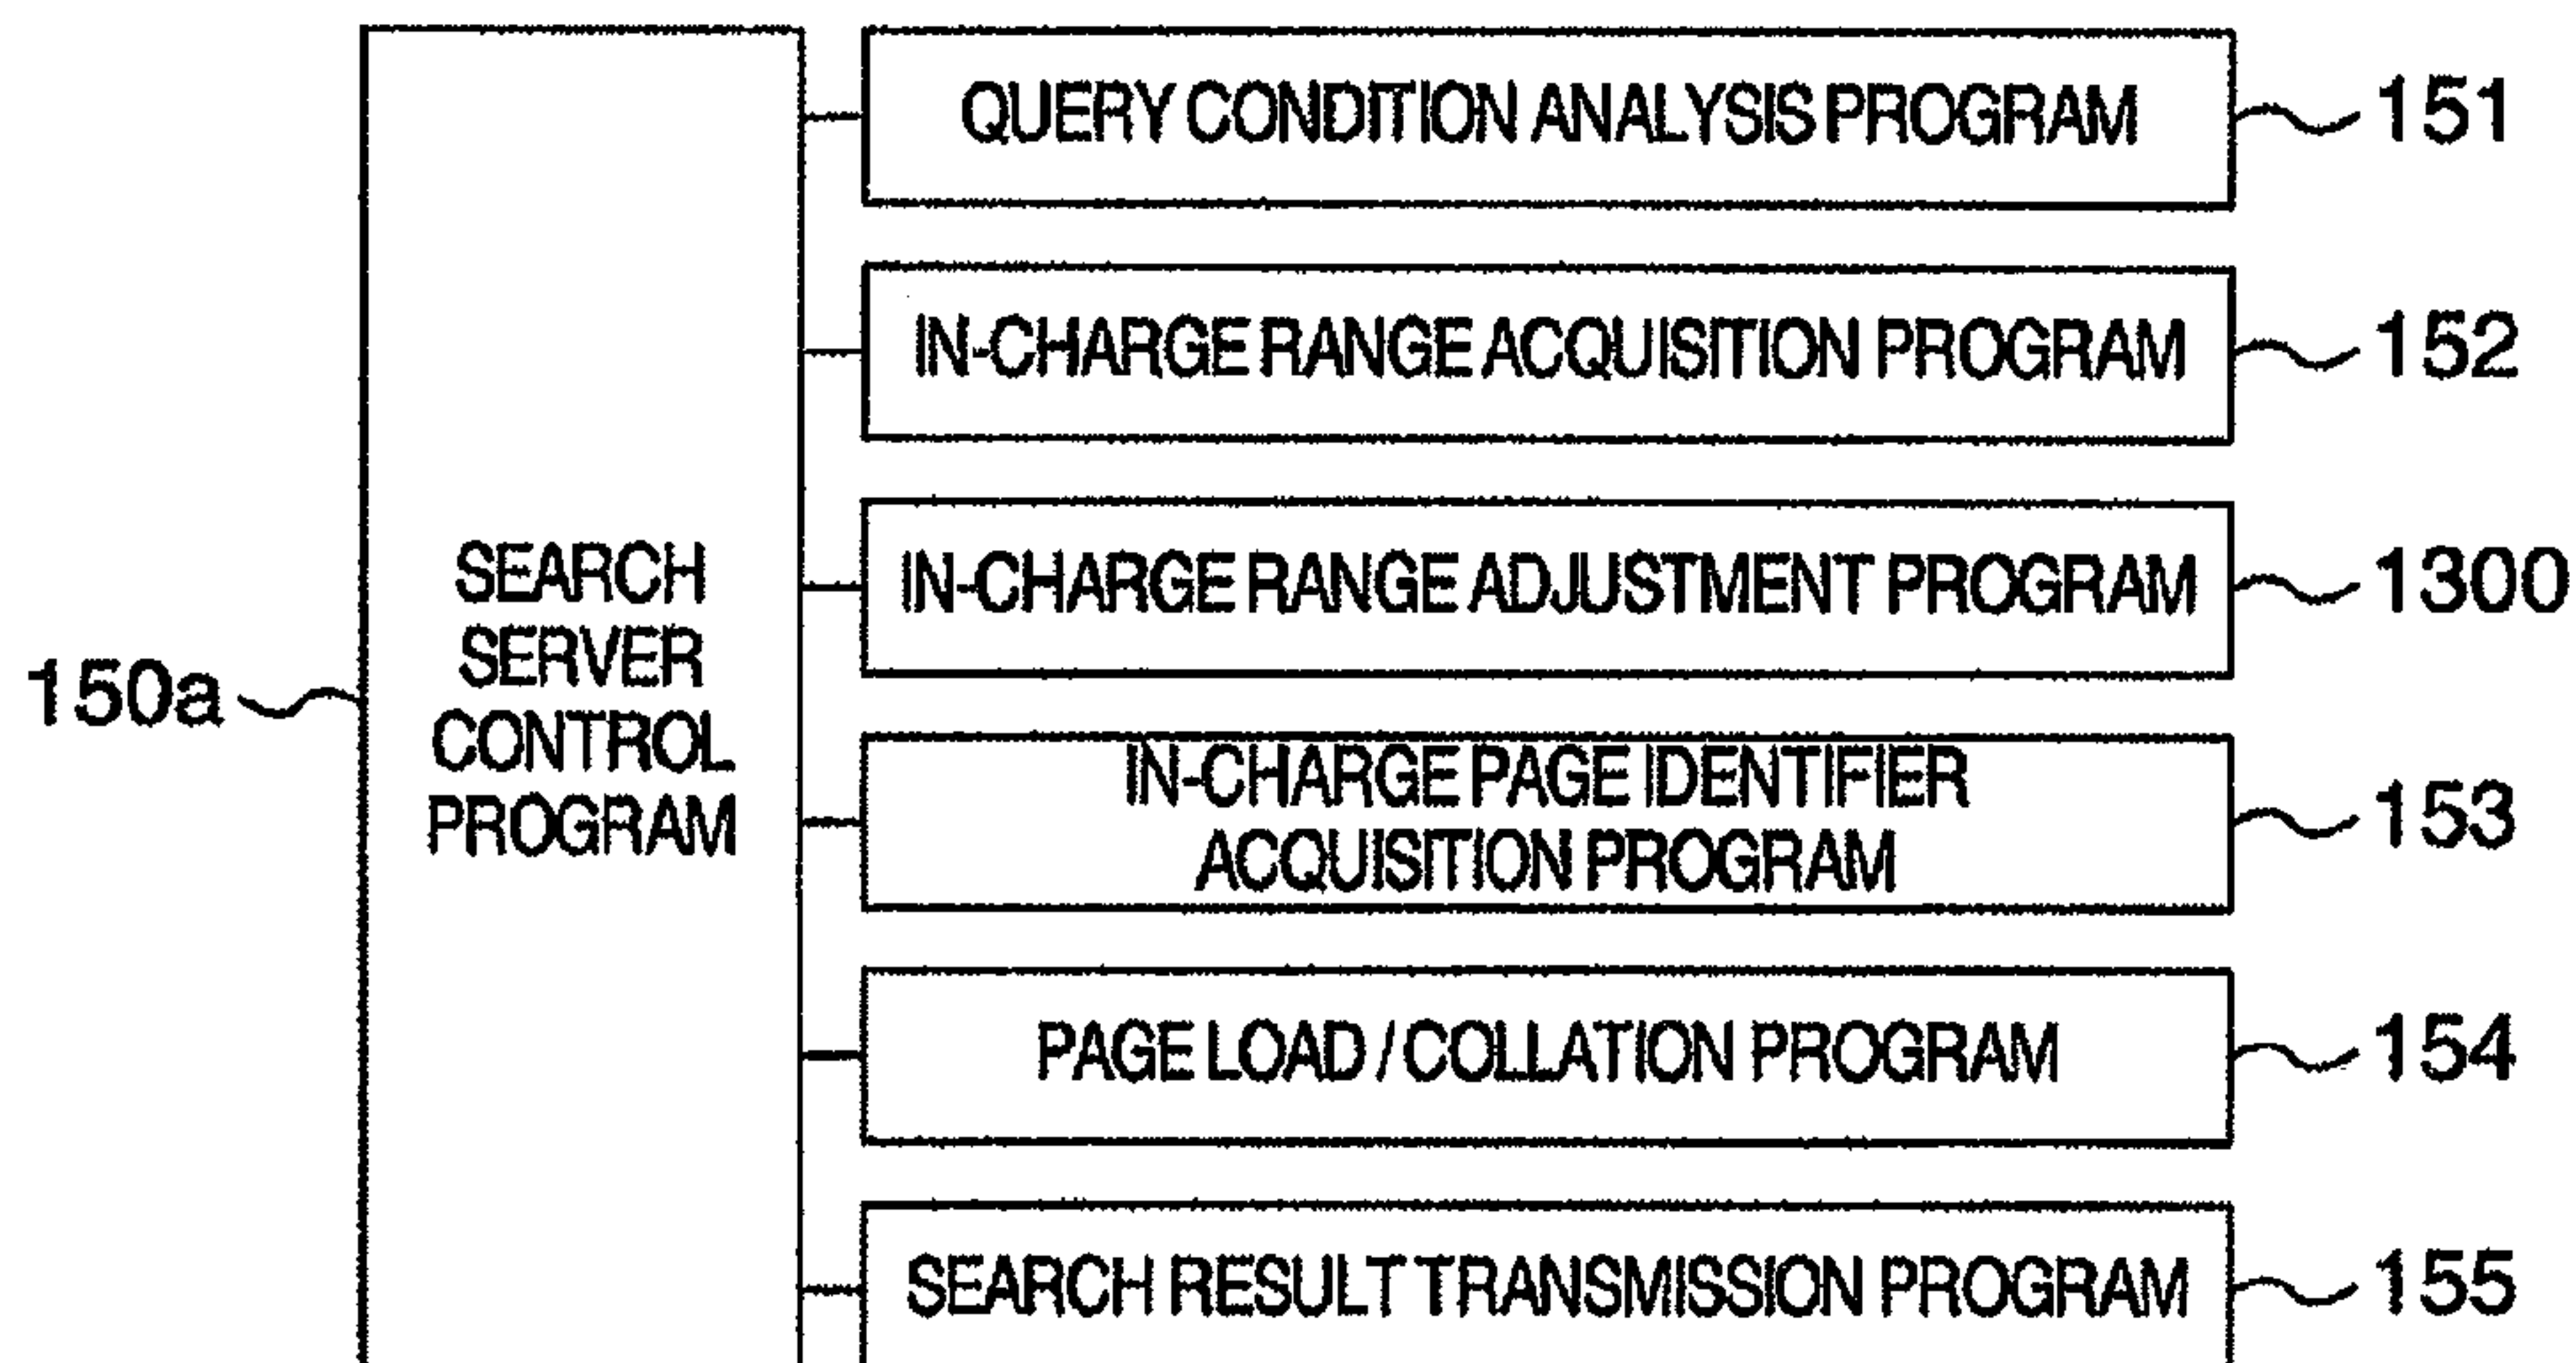 150a
SEARCH
SERVER
CONTROL
PROGRAM
QUERY CONDITION ANALYSIS PROGRAM
151
IN-CHARGE RANGE ACQUISITION PROGRAM
152
IN-CHARGE RANGE ADJUSTMENT PROGRAM
1300
IN-CHARGE PAGE IDENTIFIER
ACQUISITION PROGRAM
153
PAGE LOAD / COLLATION PROGRAM
154
SEARCH RESULT TRANSMISSION PROGRAM
155